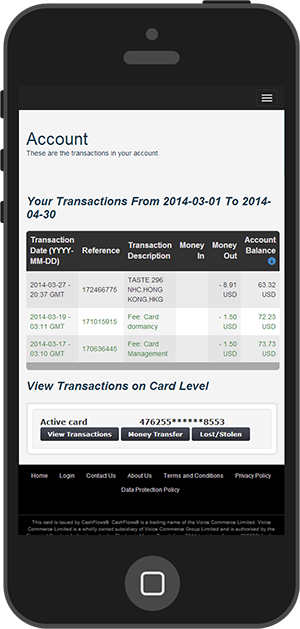 Account
These are the transactions in your account.
Your Transactions From 2014-03-01 To 2014-
04-30
Transaction Date (YYYY-MM-DD) Reference Transaction Description Money In Money Out Account Balance
2014-03-27 - 20:37 GMT 172466775 TASTE 296 NHC,HONG KONG,HKG - 8.91 USD 63.32 USD
2014-03-19 - 03:11 GMT 171015915 Fee: Card dormancy - 1.50 USD 72.23 USD
2014-03-17 - 03:10 GMT 170636445 Fee: Card Management - 1.50 USD 73.73 USD
View Transactions on Card Level
Active card 476255******8553
View Transactions Money Transfer Lost/Stolen
Home Login Contact Us About Us Terms and Conditions Privacy Policy
Data Protection Policy
This card is issued by CashFlows®. CashFlows® is a trading name of the Voice Commerce Limited. Voice
Commerce Limited is a wholly owned subsidiary of Voice Commerce Group Limited and is authorised by the